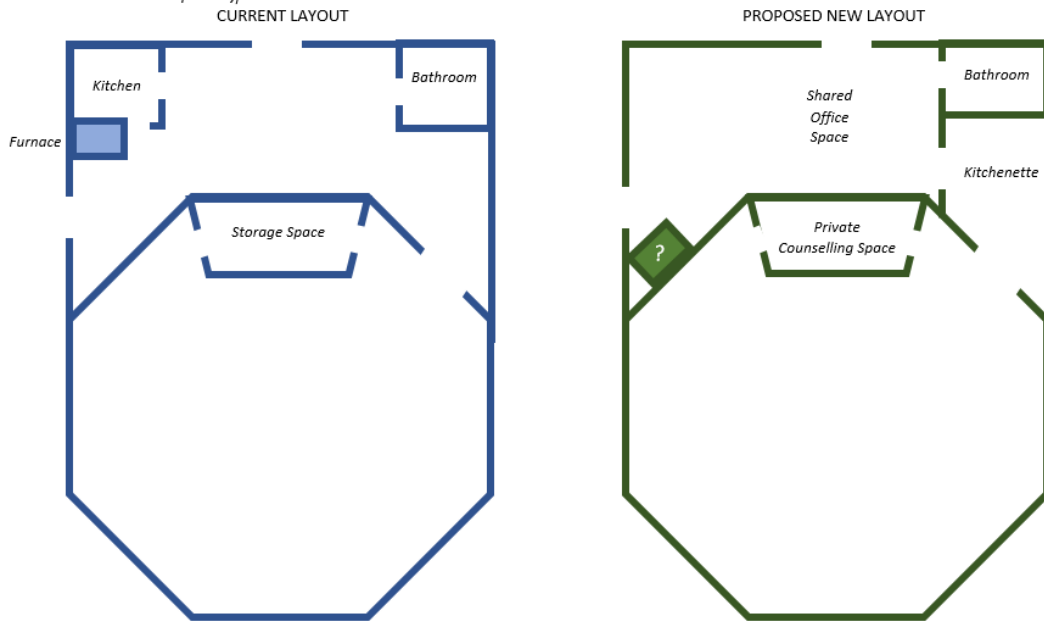 CURRENT LAYOUT
Kitchen
Bathroom
Furnace
Storage Space
PROPOSED NEW LAYOUT
Bathroom
Shared
Office
Space
Kitchenette
Private
Counselling Space
?